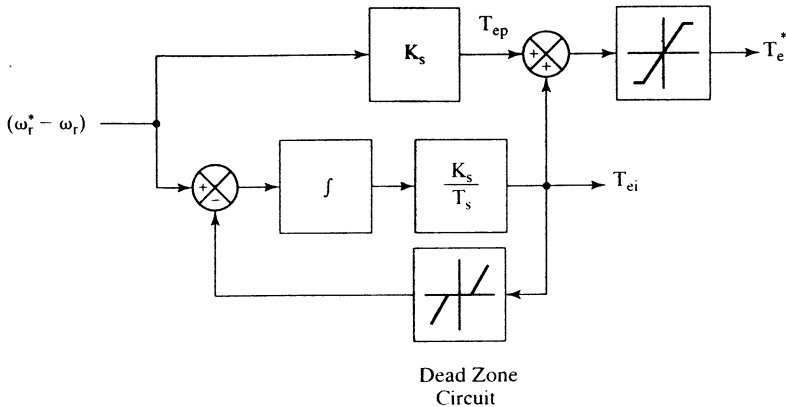 K_s
T_ep
+
+
T_e^*
(ω_r^* − ω_r)
+
−
∫
K_s
T_s
T_ei
Dead Zone
Circuit